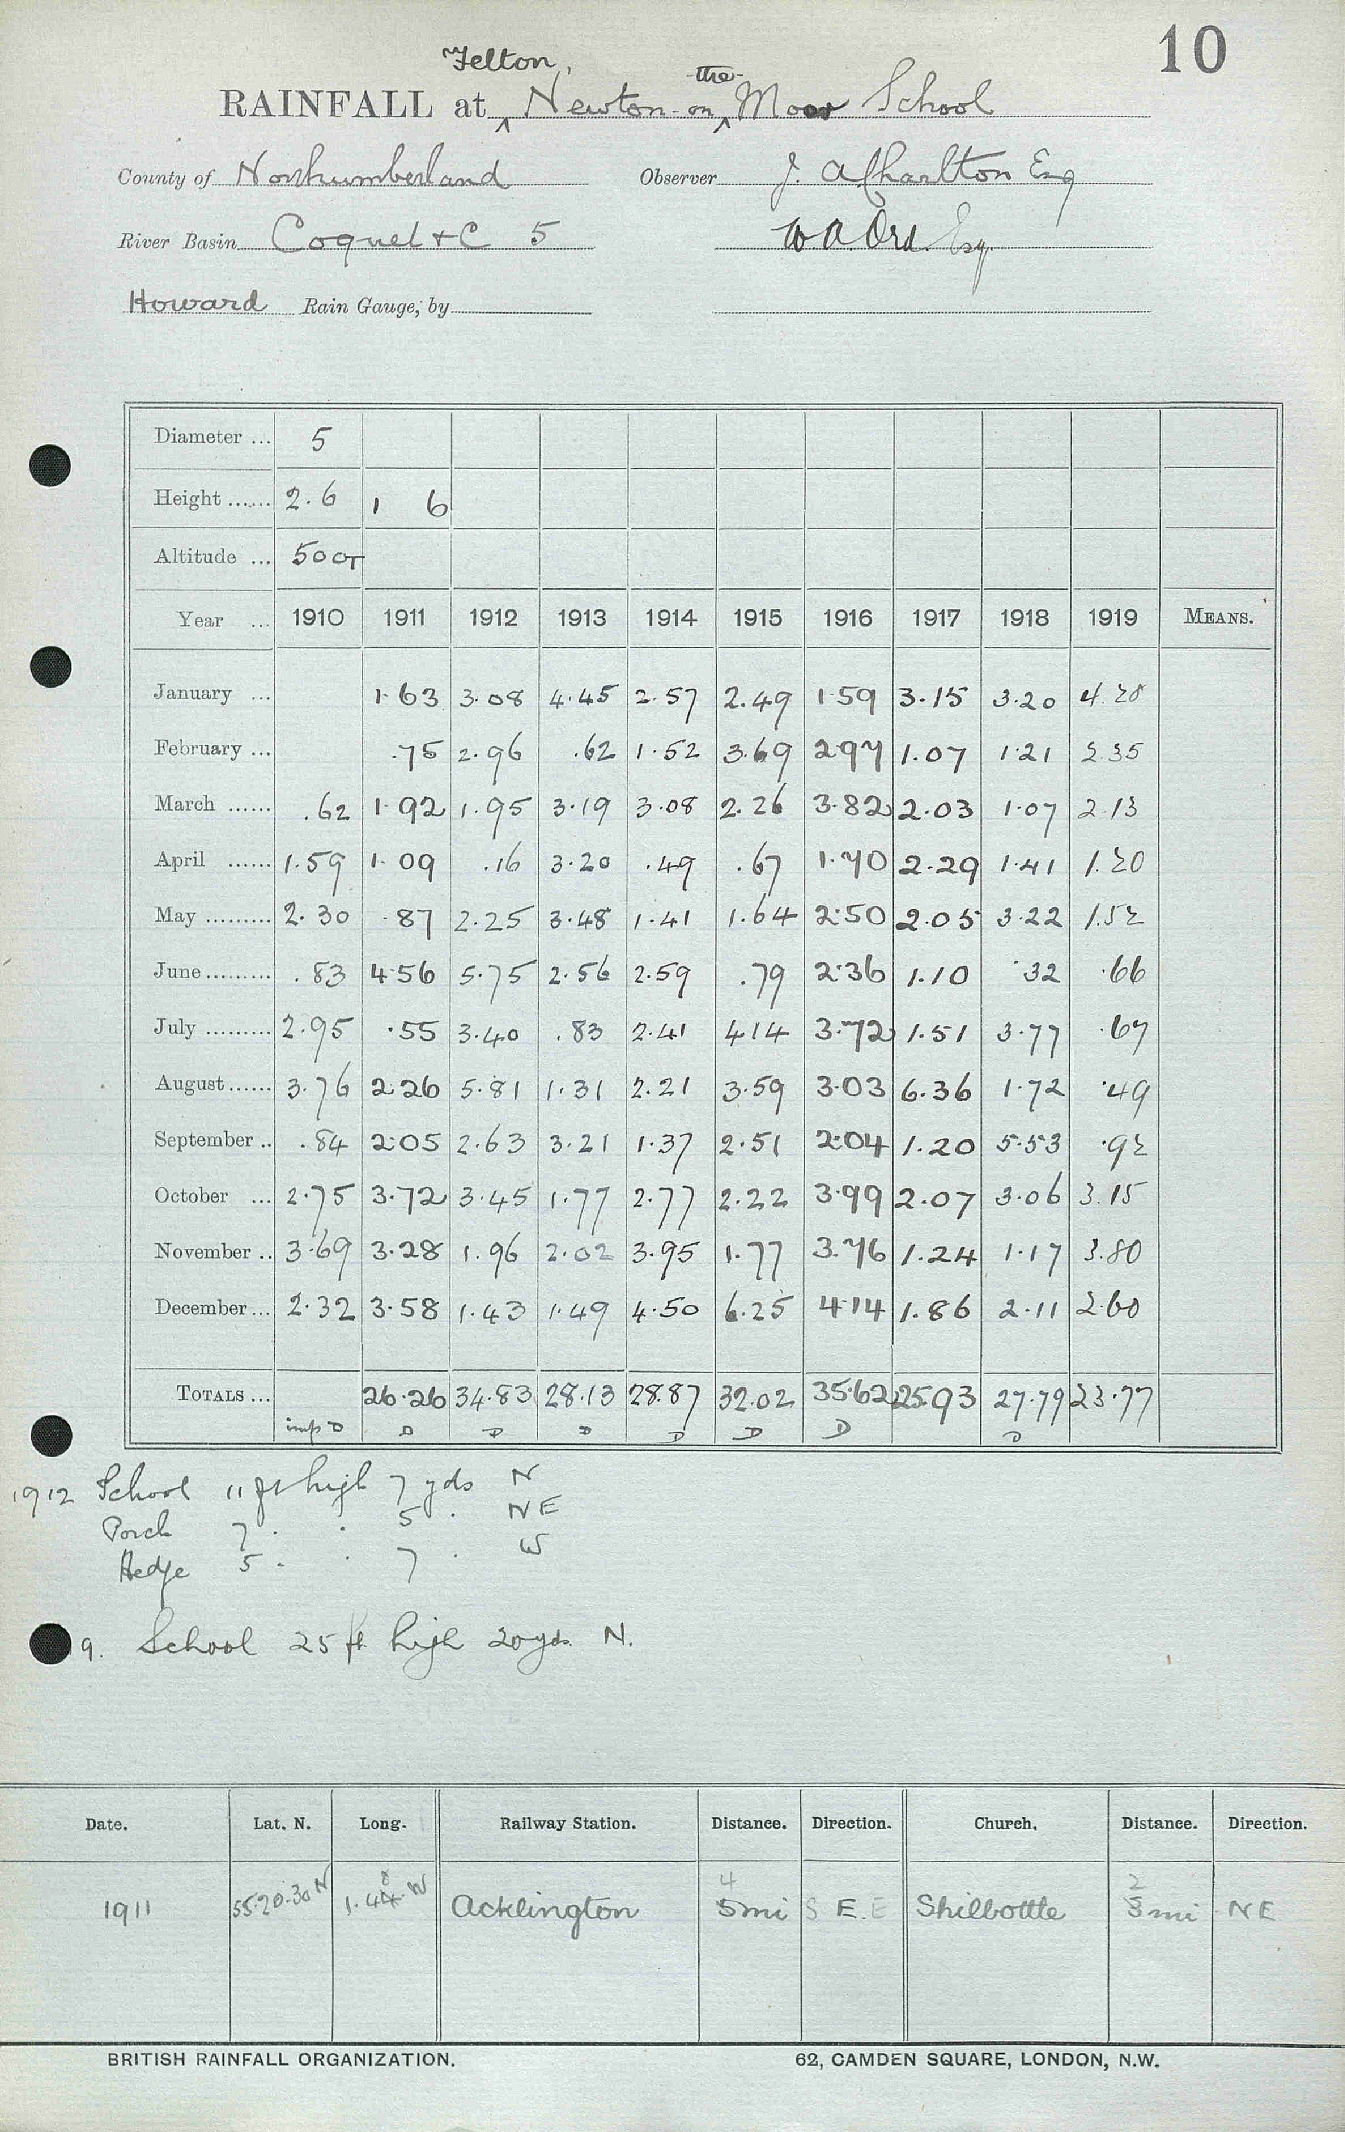 10
Felton,
the
RAINFALL at Newton-on Moor School
County of Northumberland Observer J. A Charlton Esq
River Basin Coquet + C 5 W A. Ord Esq.
Howard Rain Gauge, by
Diameter ... 5
Height ...... 2.6 1 6
Altitude ... 500T
Year ... 1910 1911 1912 1913 1914 1915 1916 1917 1918 1919 MEANS.
January ... 1.63 3.08 4.45 2.57 2.49 1.59 3.15 3.20 4.28
February ... .75 2.96 .62 1.52 3.69 2.97 1.07 1.21 2.35
March ...... .62 1.92 1.95 3.19 3.08 2.26 3.82 2.03 1.07 2.13
April ...... 1.59 1.09 .16 3.20 .49 .67 1.70 2.29 1.41 1.20
May ......... 2.30 .87 2.25 3.48 1.41 1.64 2.50 2.05 3.22 1.52
June ......... .83 4.56 5.75 2.56 2.59 .79 2.36 1.10 .32 .66
July ......... 2.95 .55 3.40 .83 2.41 4.14 3.72 1.51 3.77 .67
August ...... 3.76 2.26 5.81 1.31 2.21 3.59 3.03 6.36 1.72 .49
September .. .84 2.05 2.63 3.21 1.37 2.51 2.04 1.20 5.53 .92
October ... 2.75 3.72 3.45 1.77 2.77 2.22 3.99 2.07 3.06 3.15
November .. 3.69 3.28 1.96 2.02 3.95 1.77 3.76 1.24 1.17 3.80
December ... 2.32 3.58 1.43 1.49 4.50 6.25 4.14 1.86 2.11 2.60
TOTALS ... 26.26 34.83 28.13 28.87 32.02 35.62 25.93 27.79 23.77
imp D D D D D D D D
1912 School 11 ft high 7 yds N
Porch 7 . . 5 . NE
Hedge 5 . . 7 . W
9. School 25 ft high 20 yds. N.
Date. Lat. N. Long. Railway Station. Distance. Direction. Church. Distance. Direction.
8 4 2
1911 55.20.30 N 1.44.W Acklington 5mi S E. E Shilbottle 3 mi NE
BRITISH RAINFALL ORGANIZATION. 62, CAMDEN SQUARE, LONDON, N.W.